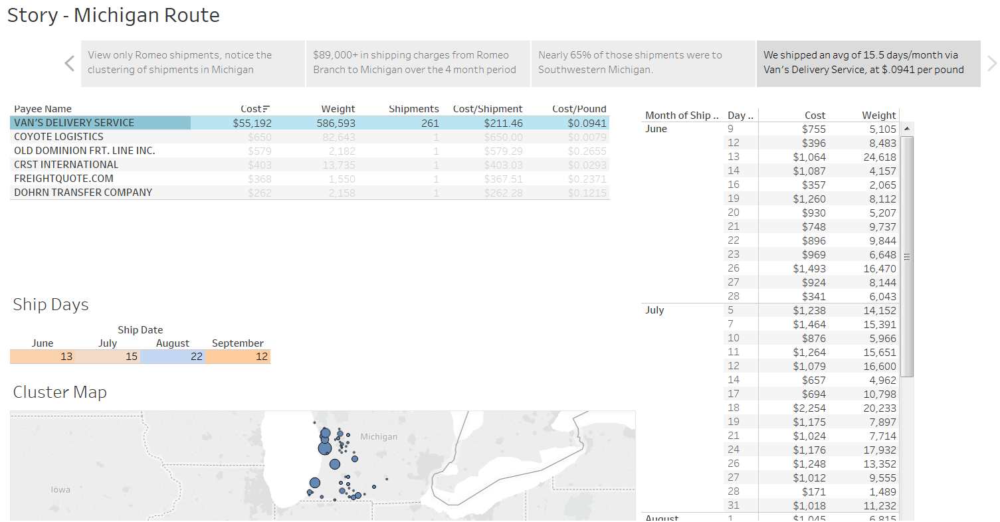 Story - Michigan Route
View only Romeo shipments, notice the
clustering of shipments in Michigan
$89,000+ in shipping charges from Romeo
Branch to Michigan over the 4 month period
Nearly 65% of those shipments were to
Southwestern Michigan.
We shipped an avg of 15.5 days/month via
Van's Delivery Service, at $.0941 per pound
Payee Name Cost Weight Shipments Cost/Shipment Cost/Pound
VAN'S DELIVERY SERVICE $55,192 586,593 261 $211.46 $0.0941
COYOTE LOGISTICS $650 82,643 1 $650.00 $0.0079
OLD DOMINION FRT. LINE INC. $579 2,182 1 $579.29 $0.2655
CRST INTERNATIONAL $403 13,735 1 $403.03 $0.0293
FREIGHTQUOTE.COM $368 1,550 1 $367.51 $0.2371
DOHRN TRANSFER COMPANY $262 2,158 1 $262.28 $0.1215
Ship Days
Ship Date
June July August September
13 15 22 12
Cluster Map
Michigan
Iowa
Month of Ship .. Day .. Cost Weight
June 9 $755 5,105
12 $396 8,483
13 $1,064 24,618
14 $1,087 4,157
16 $357 2,065
19 $1,260 8,112
20 $930 5,207
21 $748 9,737
22 $896 9,844
23 $969 6,648
26 $1,493 16,470
27 $924 8,144
28 $341 6,043
July 5 $1,238 14,152
7 $1,464 15,391
10 $876 5,966
11 $1,264 15,651
12 $1,079 16,600
14 $657 4,962
17 $694 10,798
18 $2,254 20,233
19 $1,175 7,897
21 $1,024 7,714
24 $1,176 17,932
26 $1,248 13,352
27 $1,012 9,555
28 $171 1,489
31 $1,018 11,232
August 1 $1,045 6,815